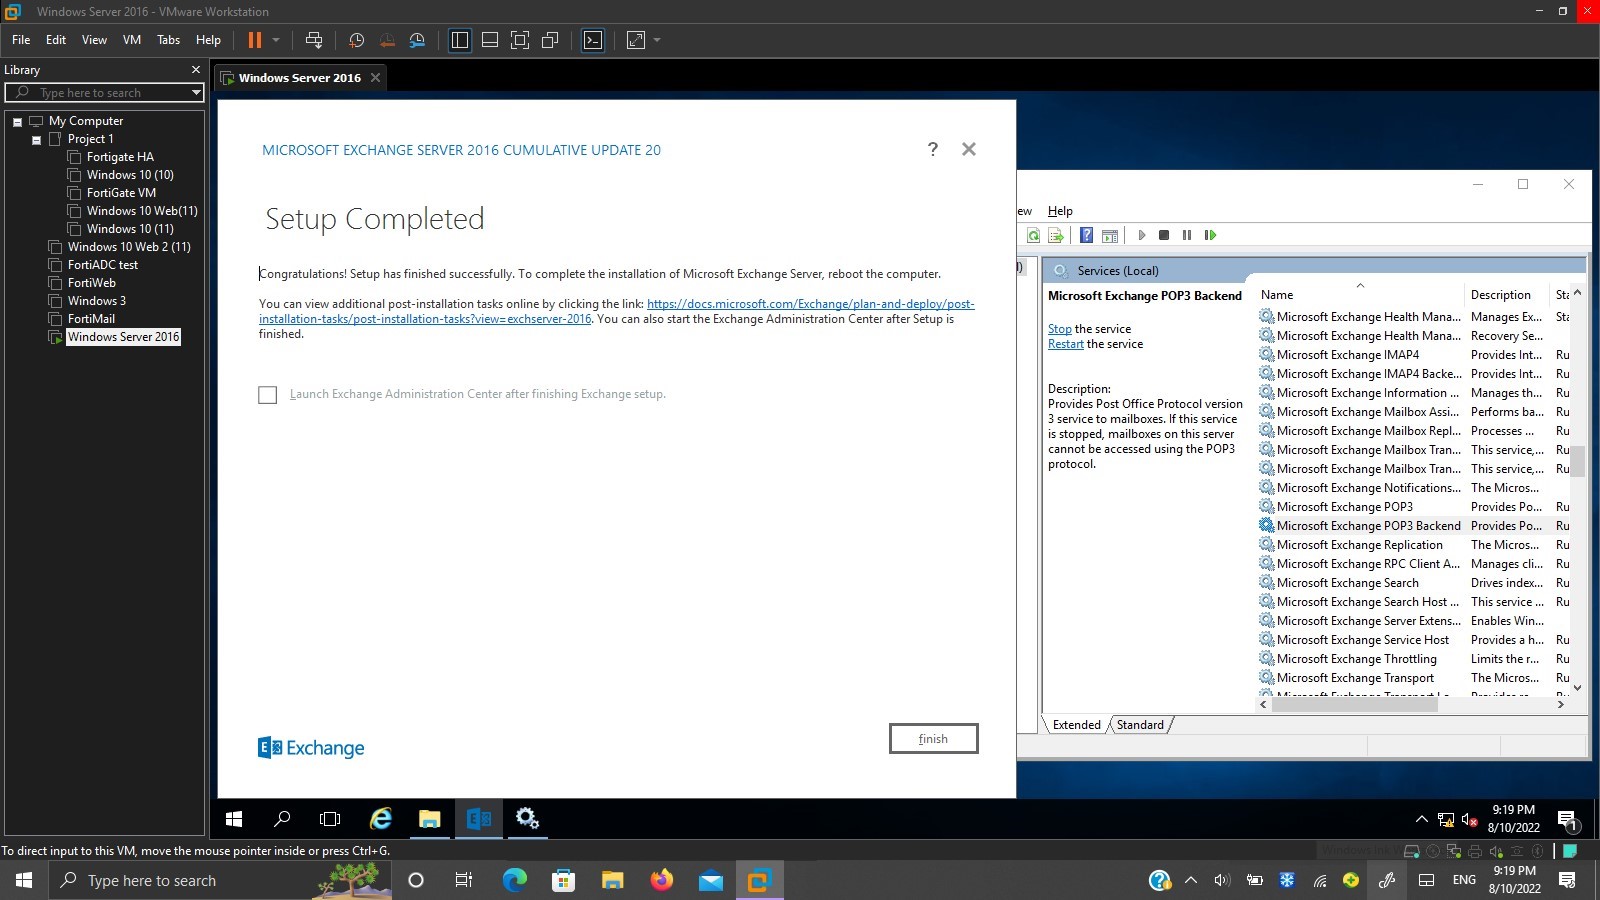 Windows Server 2016 - VMware Workstation
File Edit View VM Tabs Help
Library
Type here to search
My Computer
Project 1
Fortigate HA
Windows 10 (10)
FortiGate VM
Windows 10 Web(11)
Windows 10 (11)
Windows 10 Web 2 (11)
FortiADC test
FortiWeb
Windows 3
FortiMail
Windows Server 2016
Windows Server 2016
MICROSOFT EXCHANGE SERVER 2016 CUMULATIVE UPDATE 20
?
Setup Completed
Congratulations! Setup has finished successfully. To complete the installation of Microsoft Exchange Server, reboot the computer.
You can view additional post-installation tasks online by clicking the link: https://docs.microsoft.com/Exchange/plan-and-deploy/post-
installation-tasks/post-installation-tasks?view=exchserver-2016. You can also start the Exchange Administration Center after Setup is
finished.
Launch Exchange Administration Center after finishing Exchange setup.
Exchange
finish
ew Help
Services (Local)
Microsoft Exchange POP3 Backend
Stop the service
Restart the service
Description:
Provides Post Office Protocol version
3 service to mailboxes. If this service
is stopped, mailboxes on this server
cannot be accessed using the POP3
protocol.
Name Description Sta
Microsoft Exchange Health Mana... Manages Ex... Sta
Microsoft Exchange Health Mana... Recovery Se...
Microsoft Exchange IMAP4 Provides Int... Ru
Microsoft Exchange IMAP4 Backe... Provides Int... Ru
Microsoft Exchange Information ... Manages th... Ru
Microsoft Exchange Mailbox Assi... Performs ba... Ru
Microsoft Exchange Mailbox Repl... Processes ... Ru
Microsoft Exchange Mailbox Tran... This service,... Ru
Microsoft Exchange Mailbox Tran... This service,... Ru
Microsoft Exchange Notifications... The Micros...
Microsoft Exchange POP3 Provides Po... Ru
Microsoft Exchange POP3 Backend Provides Po... Ru
Microsoft Exchange Replication The Micros... Ru
Microsoft Exchange RPC Client A... Manages cli... Ru
Microsoft Exchange Search Drives index... Ru
Microsoft Exchange Search Host ... This service ... Ru
Microsoft Exchange Server Extens... Enables Win...
Microsoft Exchange Service Host Provides a h... Ru
Microsoft Exchange Throttling Limits the r... Ru
Microsoft Exchange Transport The Micros... Ru
Extended Standard
9:19 PM
8/10/2022
1
To direct input to this VM, move the mouse pointer inside or press Ctrl+G.
Type here to search
ENG
9:19 PM
8/10/2022